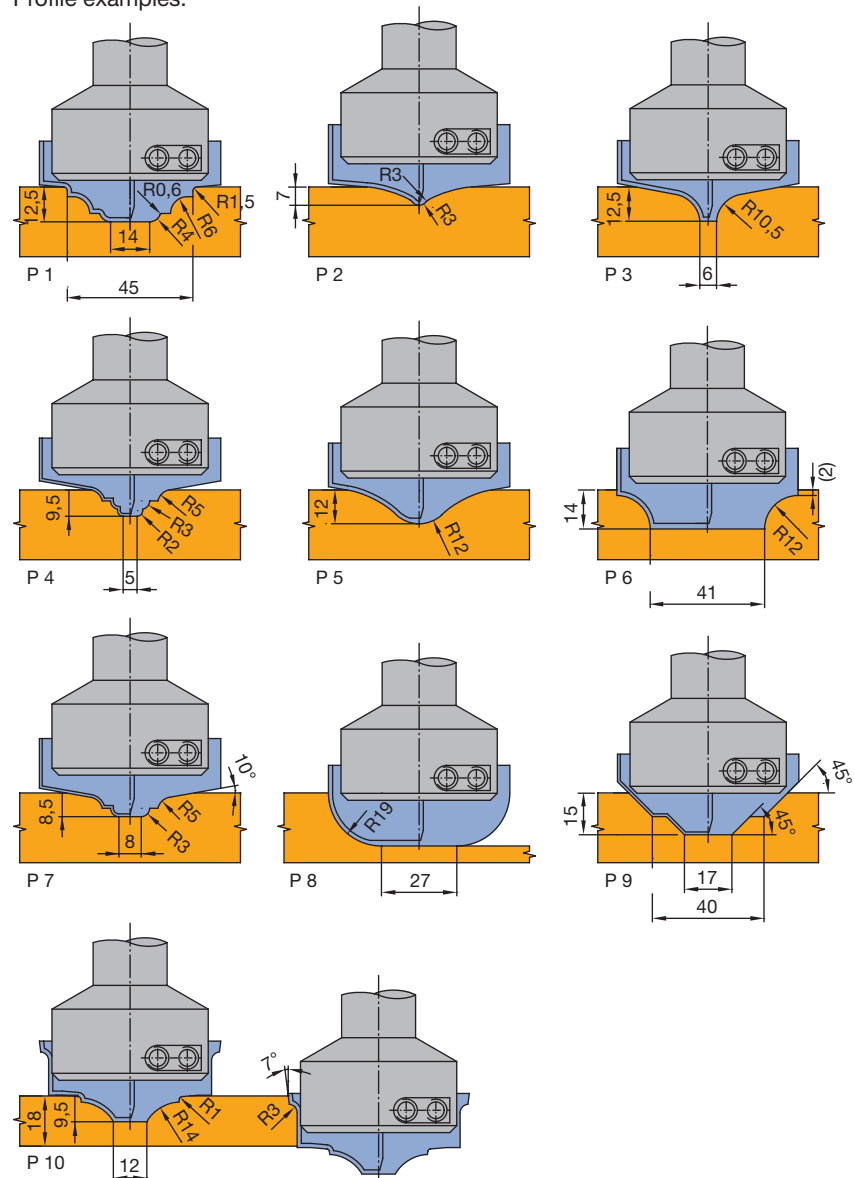 Profile examples:
12,5
R0,6
R1,5
R6
R4
14
P 1
45
7
R3
R3
P 2
12,5
R10,5
P 3
6
9,5
R5
R3
R2
P 4
5
12
R12
P 5
(2)
14
R12
P 6
41
10°
8,5
R5
8
R3
P 7
R19
P 8
27
45°
15
45°
P 9
17
40
7°
R3
18
9,5
R1
R14
P 10
12